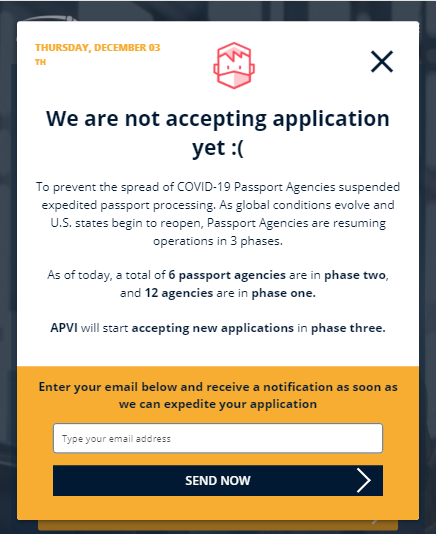 THURSDAY, DECEMBER 03
TH
We are not accepting application
yet :(
To prevent the spread of COVID-19 Passport Agencies suspended
expedited passport processing. As global conditions evolve and
U.S. states begin to reopen, Passport Agencies are resuming
operations in 3 phases.
As of today, a total of 6 passport agencies are in phase two,
and 12 agencies are in phase one.
APVI will start accepting new applications in phase three.
Enter your email below and receive a notification as soon as
we can expedite your application
Type your email address
SEND NOW